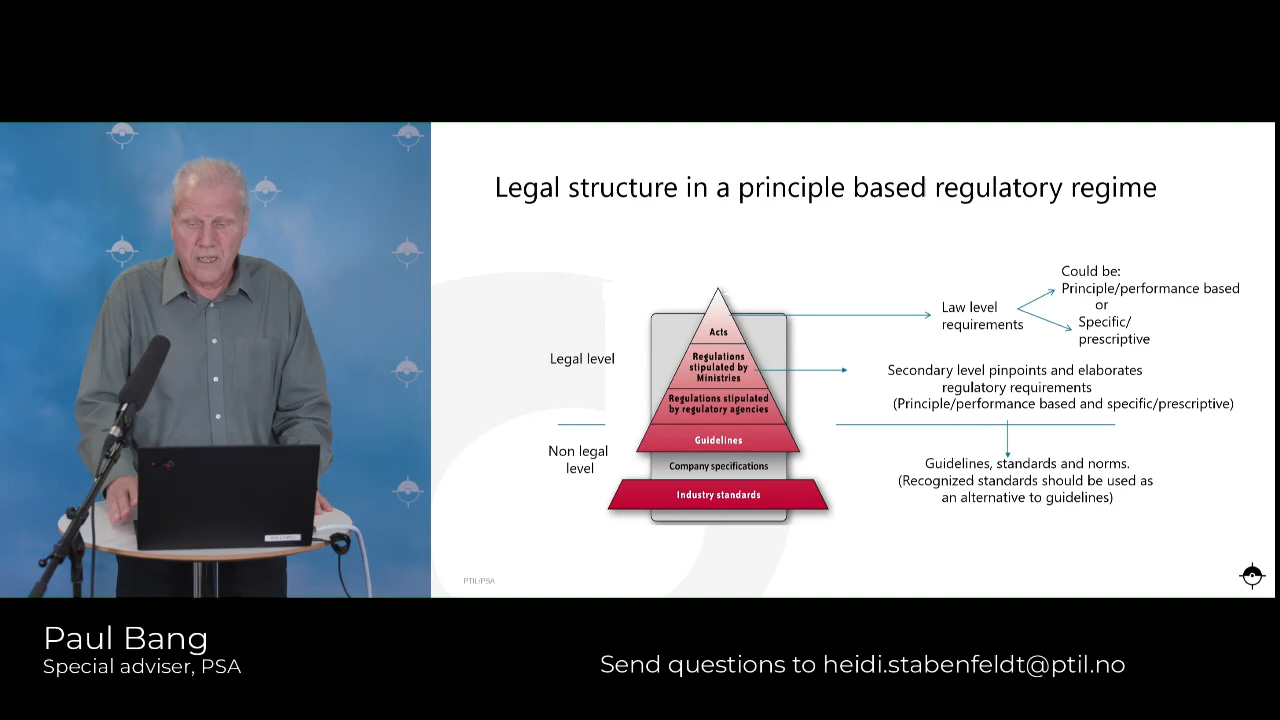 Legal structure in a principle based regulatory regime
Could be:
Principle/performance based
or
Specific/
prescriptive
Law level
requirements
Acts
Legal level
Regulations
stipulated by
Ministries
Secondary level pinpoints and elaborates
regulatory requirements
(Principle/performance based and specific/prescriptive)
Regulations stipulated
by regulatory agencies
Guidelines
Non legal
level
Company specifications
Industry standards
Guidelines, standards and norms.
(Recognized standards should be used as
an alternative to guidelines)
PTIL/PSA
Paul Bang
Special adviser, PSA
Send questions to heidi.stabenfeldt@ptil.no